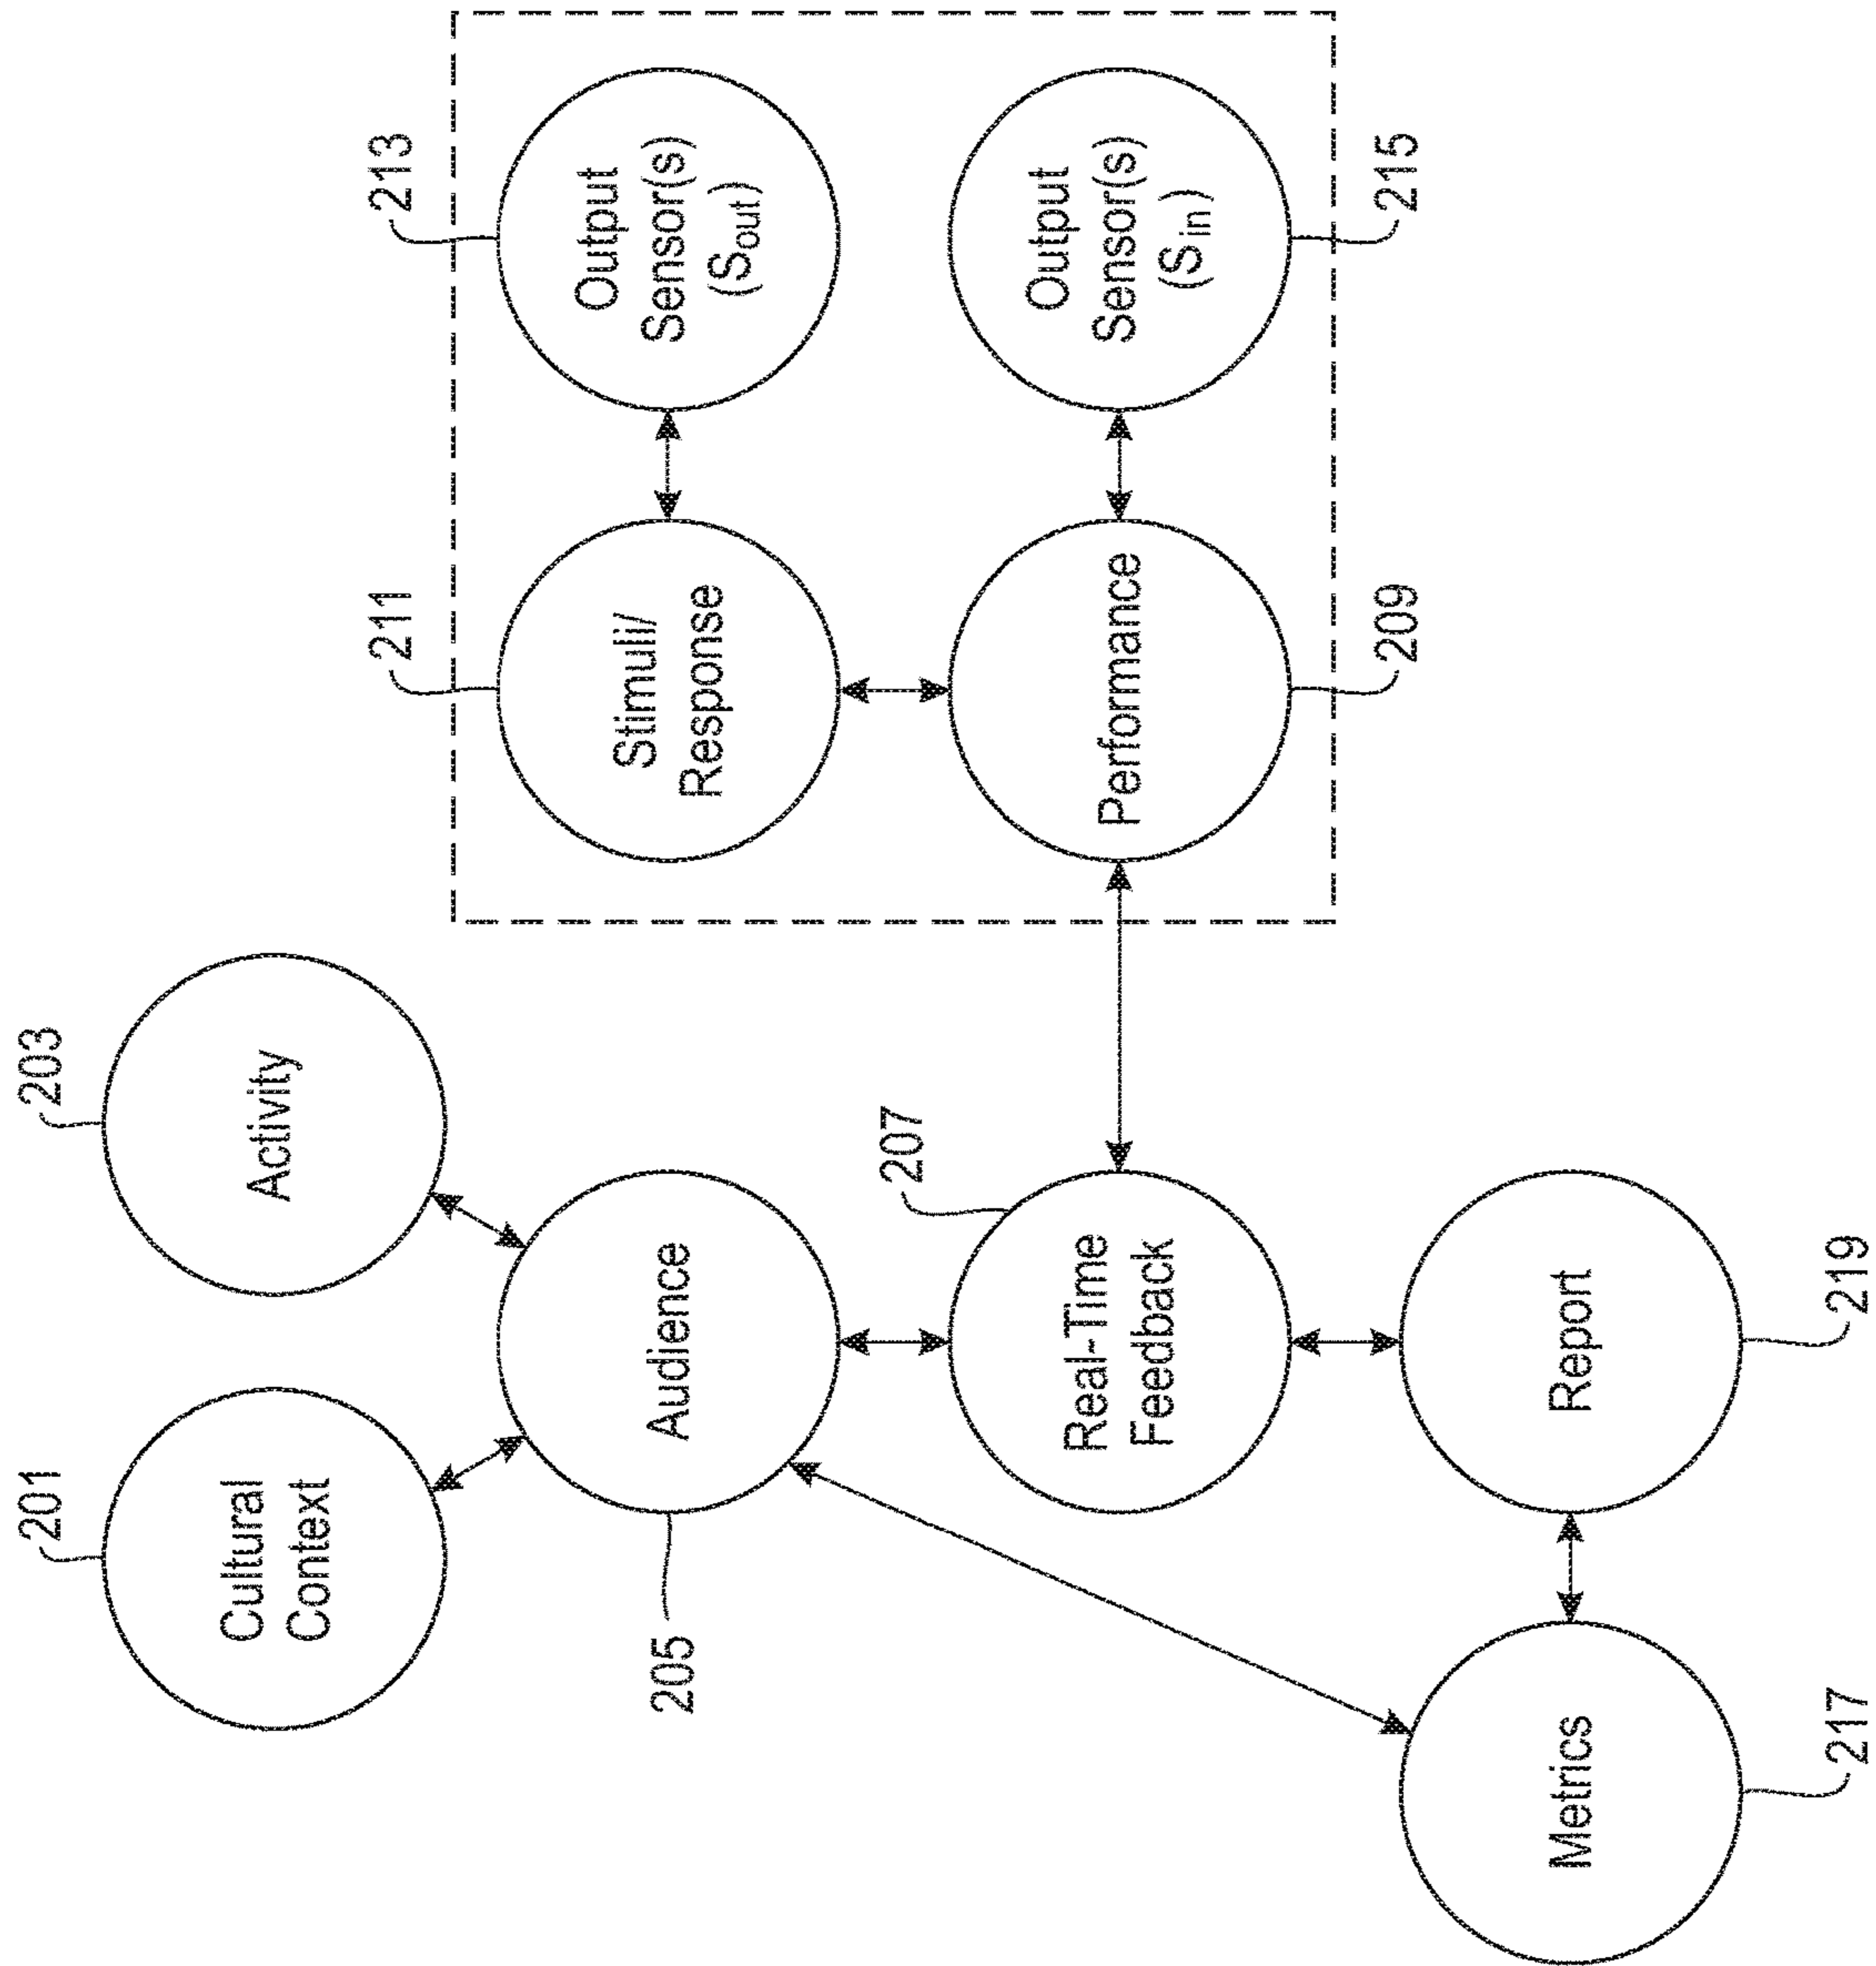 201
Cultural
Context
203
Activity
205
Audience
207
Real-Time
Feedback
211
Stimuli/
Response
213
Output
Sensor(s)
(Sout)
209
Performance
215
Output
Sensor(s)
(Sin)
217
Metrics
219
Report